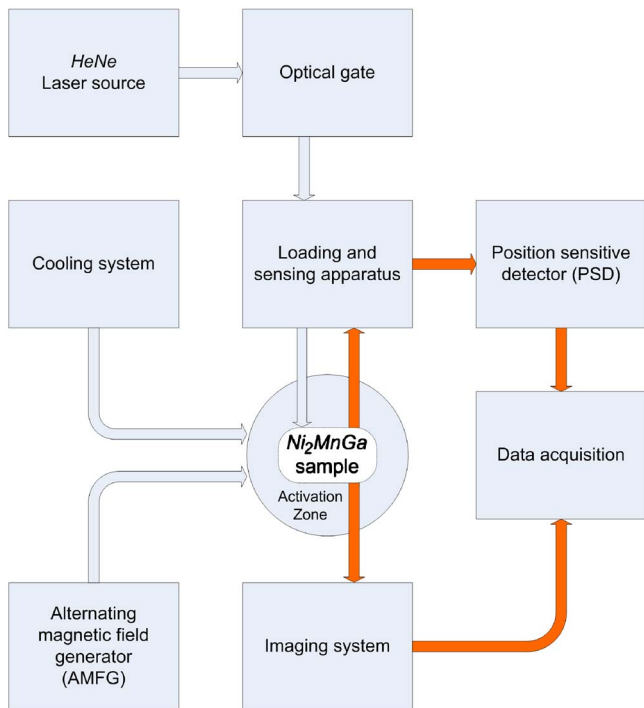 HeNe
Laser source
Optical gate
Cooling system
Loading and
sensing apparatus
Position sensitive
detector (PSD)
Ni₂MnGa
sample
Activation
Zone
Data acquisition
Alternating
magnetic field
generator
(AMFG)
Imaging system